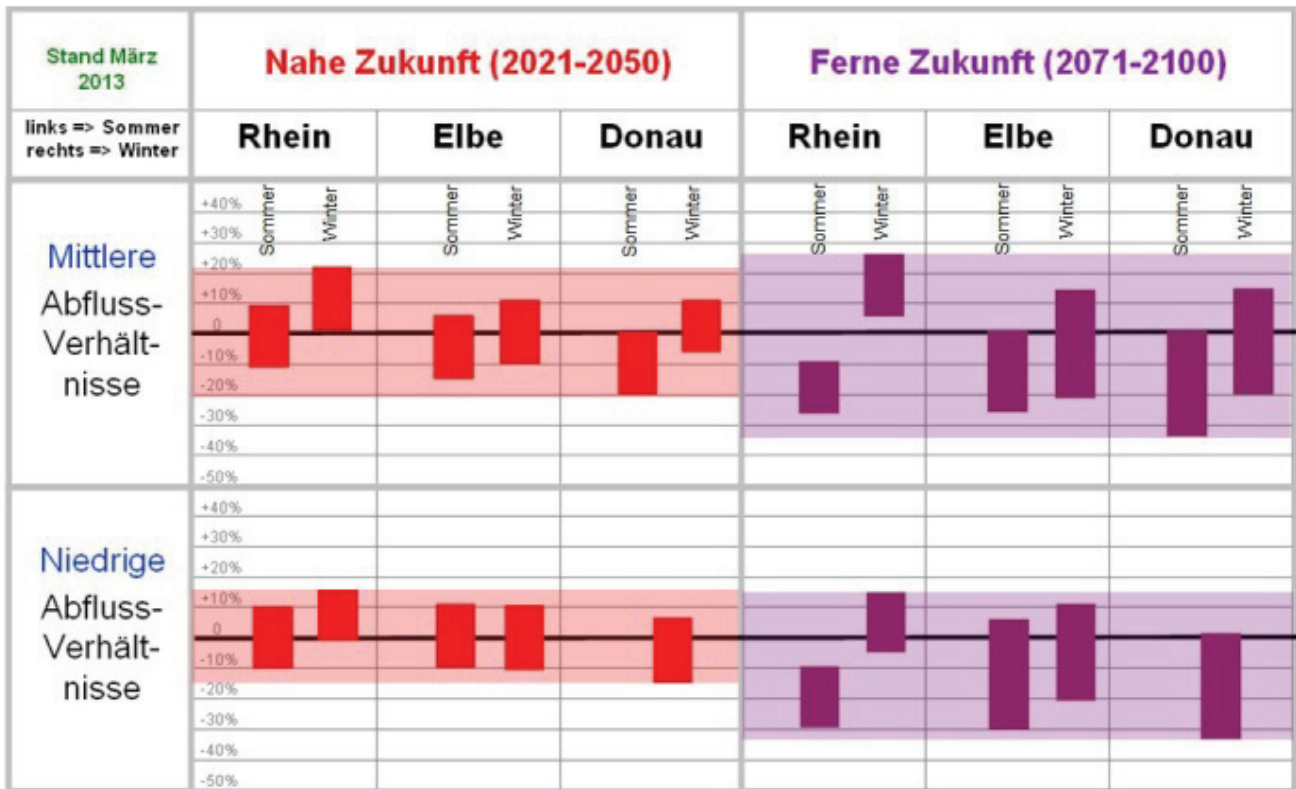 Stand März
2013
Nahe Zukunft (2021-2050)
Ferne Zukunft (2071-2100)
links => Sommer
rechts => Winter
Rhein
Elbe
Donau
Rhein
Elbe
Donau
Sommer
Winter
Sommer
Winter
Sommer
Winter
Sommer
Winter
Sommer
Winter
Sommer
Winter
Mittlere
Abfluss-
Verhält-
nisse
+40%
+30%
+20%
+10%
0
-10%
-20%
-30%
-40%
-50%
Niedrige
Abfluss-
Verhält-
nisse
+40%
+30%
+20%
+10%
0
-10%
-20%
-30%
-40%
-50%